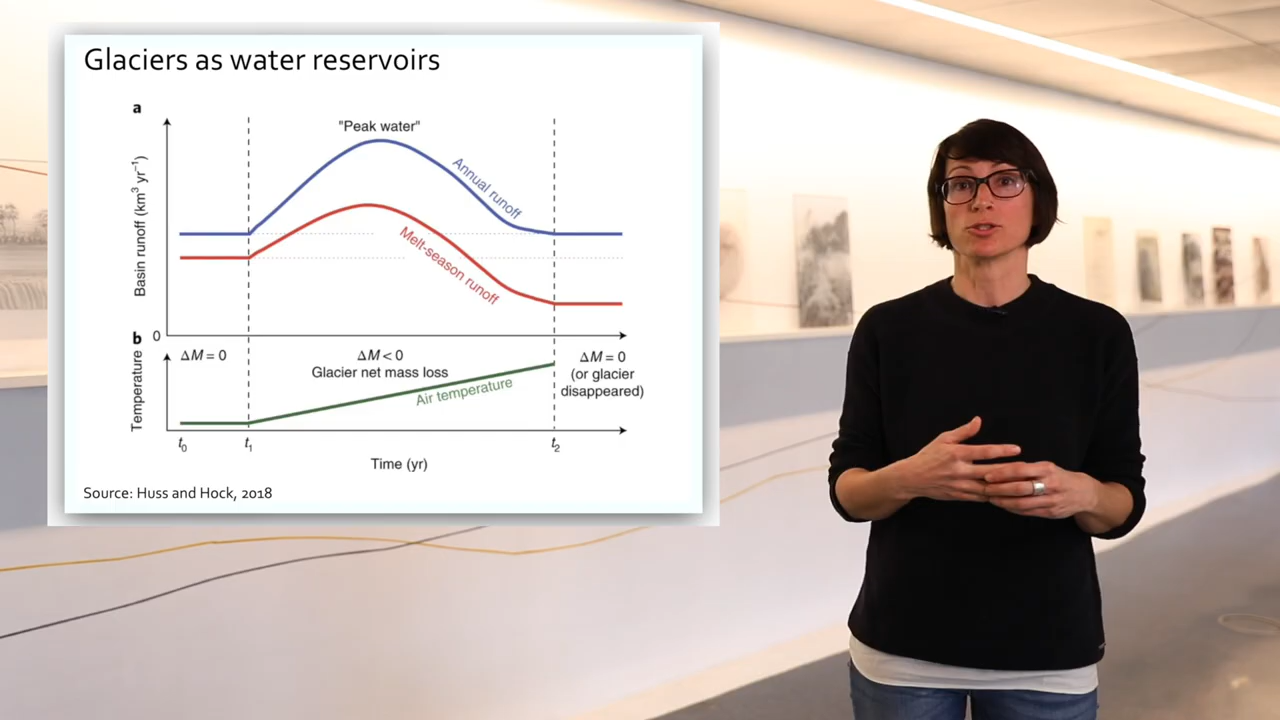 Glaciers as water reservoirs
a
"Peak water"
Annual runoff
Melt-season runoff
Basin runoff (km³ yr⁻¹)
0
b
ΔM = 0
ΔM < 0
Glacier net mass loss
ΔM = 0
(or glacier
disappeared)
Air temperature
Temperature
t₀
t₁
t₂
Time (yr)
Source: Huss and Hock, 2018